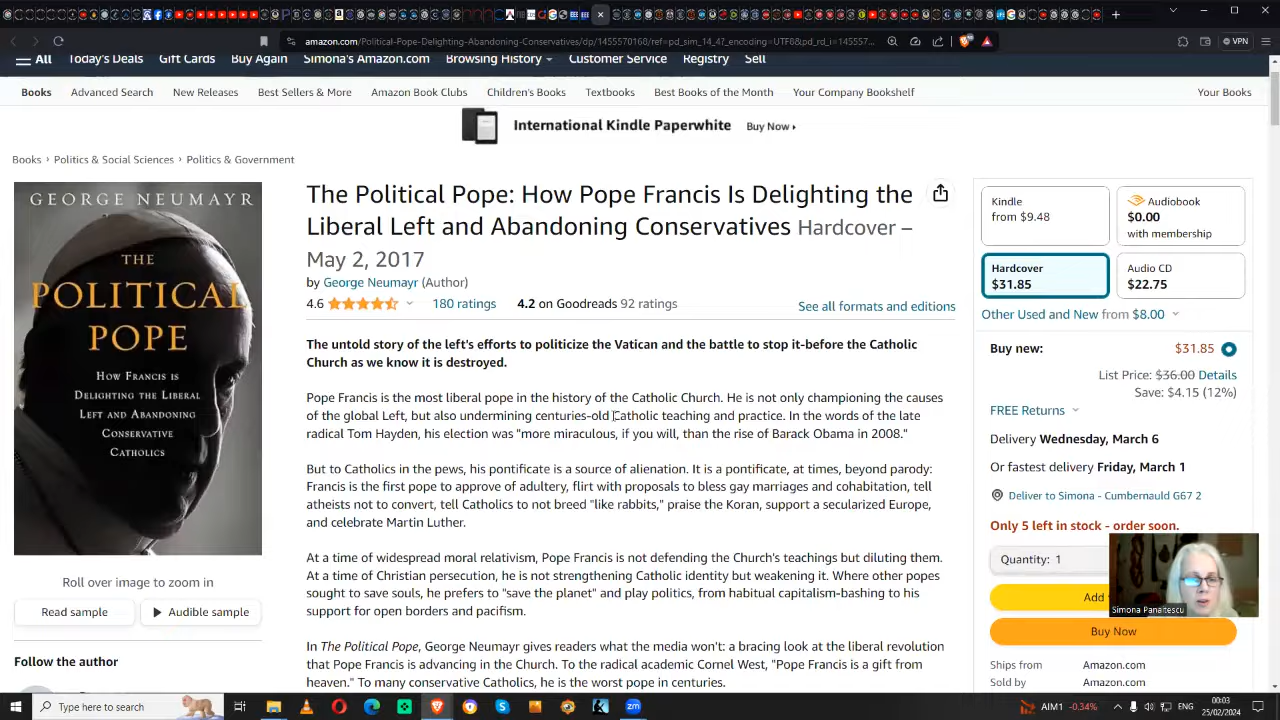 amazon.com/Political-Pope-Delighting-Abandoning-Conservatives/dp/1455570168/ref=pd_sim_14_4?_encoding=UTF8&pd_rd_i=145557...
VPN
All Today's Deals Gift Cards Buy Again Simona's Amazon.com Browsing History Customer Service Registry Sell
Books Advanced Search New Releases Best Sellers & More Amazon Book Clubs Children's Books Textbooks Best Books of the Month Your Company Bookshelf Your Books
International Kindle Paperwhite Buy Now
Books › Politics & Social Sciences › Politics & Government
GEORGE NEUMAYR
THE
POLITICAL
POPE
HOW FRANCIS IS
DELIGHTING THE LIBERAL
LEFT AND ABANDONING
CONSERVATIVE
CATHOLICS
Roll over image to zoom in
Read sample
Audible sample
Follow the author
The Political Pope: How Pope Francis Is Delighting the
Liberal Left and Abandoning Conservatives Hardcover –
May 2, 2017
by George Neumayr (Author)
4.6 180 ratings 4.2 on Goodreads 92 ratings
See all formats and editions
The untold story of the left's efforts to politicize the Vatican and the battle to stop it-before the Catholic
Church as we know it is destroyed.
Pope Francis is the most liberal pope in the history of the Catholic Church. He is not only championing the causes
of the global Left, but also undermining centuries-old Catholic teaching and practice. In the words of the late
radical Tom Hayden, his election was "more miraculous, if you will, than the rise of Barack Obama in 2008."
But to Catholics in the pews, his pontificate is a source of alienation. It is a pontificate, at times, beyond parody:
Francis is the first pope to approve of adultery, flirt with proposals to bless gay marriages and cohabitation, tell
atheists not to convert, tell Catholics to not breed "like rabbits," praise the Koran, support a secularized Europe,
and celebrate Martin Luther.
At a time of widespread moral relativism, Pope Francis is not defending the Church's teachings but diluting them.
At a time of Christian persecution, he is not strengthening Catholic identity but weakening it. Where other popes
sought to save souls, he prefers to "save the planet" and play politics, from habitual capitalism-bashing to his
support for open borders and pacifism.
In The Political Pope, George Neumayr gives readers what the media won't: a bracing look at the liberal revolution
that Pope Francis is advancing in the Church. To the radical academic Cornel West, "Pope Francis is a gift from
heaven." To many conservative Catholics, he is the worst pope in centuries.
Kindle
from $9.48
Audiobook
$0.00
with membership
Hardcover
$31.85
Audio CD
$22.75
Other Used and New from $8.00
Buy new: $31.85
List Price: $36.00 Details
Save: $4.15 (12%)
FREE Returns
Delivery Wednesday, March 6
Or fastest delivery Friday, March 1
Deliver to Simona - Cumbernauld G67 2
Only 5 left in stock - order soon.
Quantity: 1
Add
Buy Now
Ships from Amazon.com
Sold by Amazon.com
Simona Panaitescu
Type here to search
AIM1 -0.34%
ENG
00:03
25/02/2024